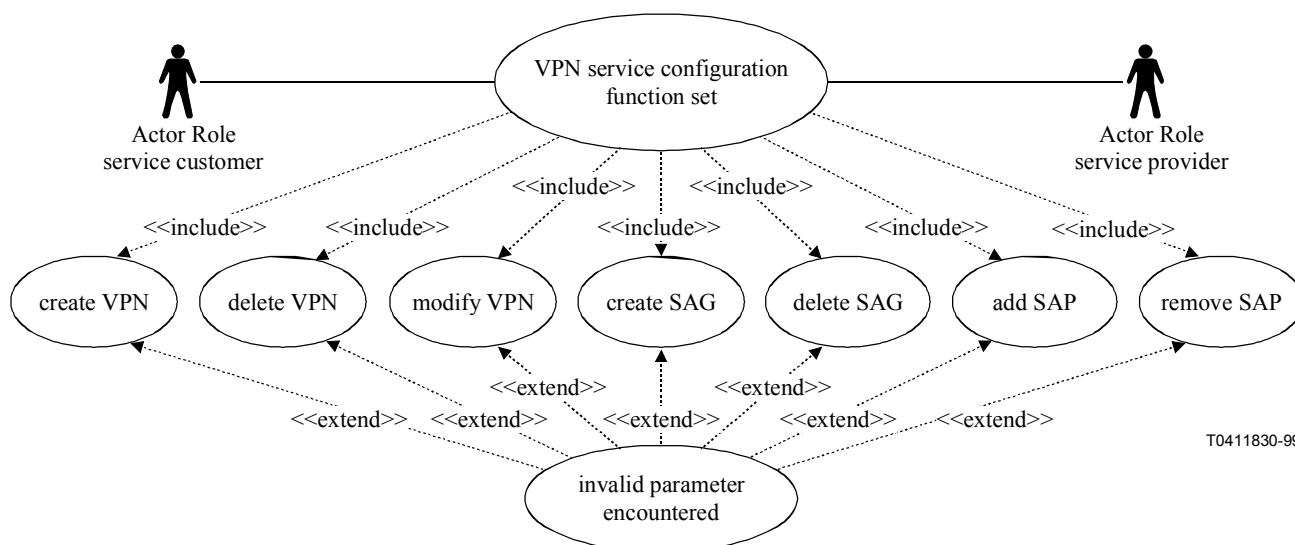 VPN service configuration
function set
Actor Role
service customer
Actor Role
service provider
<<include>>
<<include>>
<<include>>
<<include>>
<<include>>
<<include>>
<<include>>
create VPN
delete VPN
modify VPN
create SAG
delete SAG
add SAP
remove SAP
<<extend>>
<<extend>>
<<extend>>
<<extend>>
<<extend>>
<<extend>>
<<extend>>
T0411830-99
invalid parameter
encountered